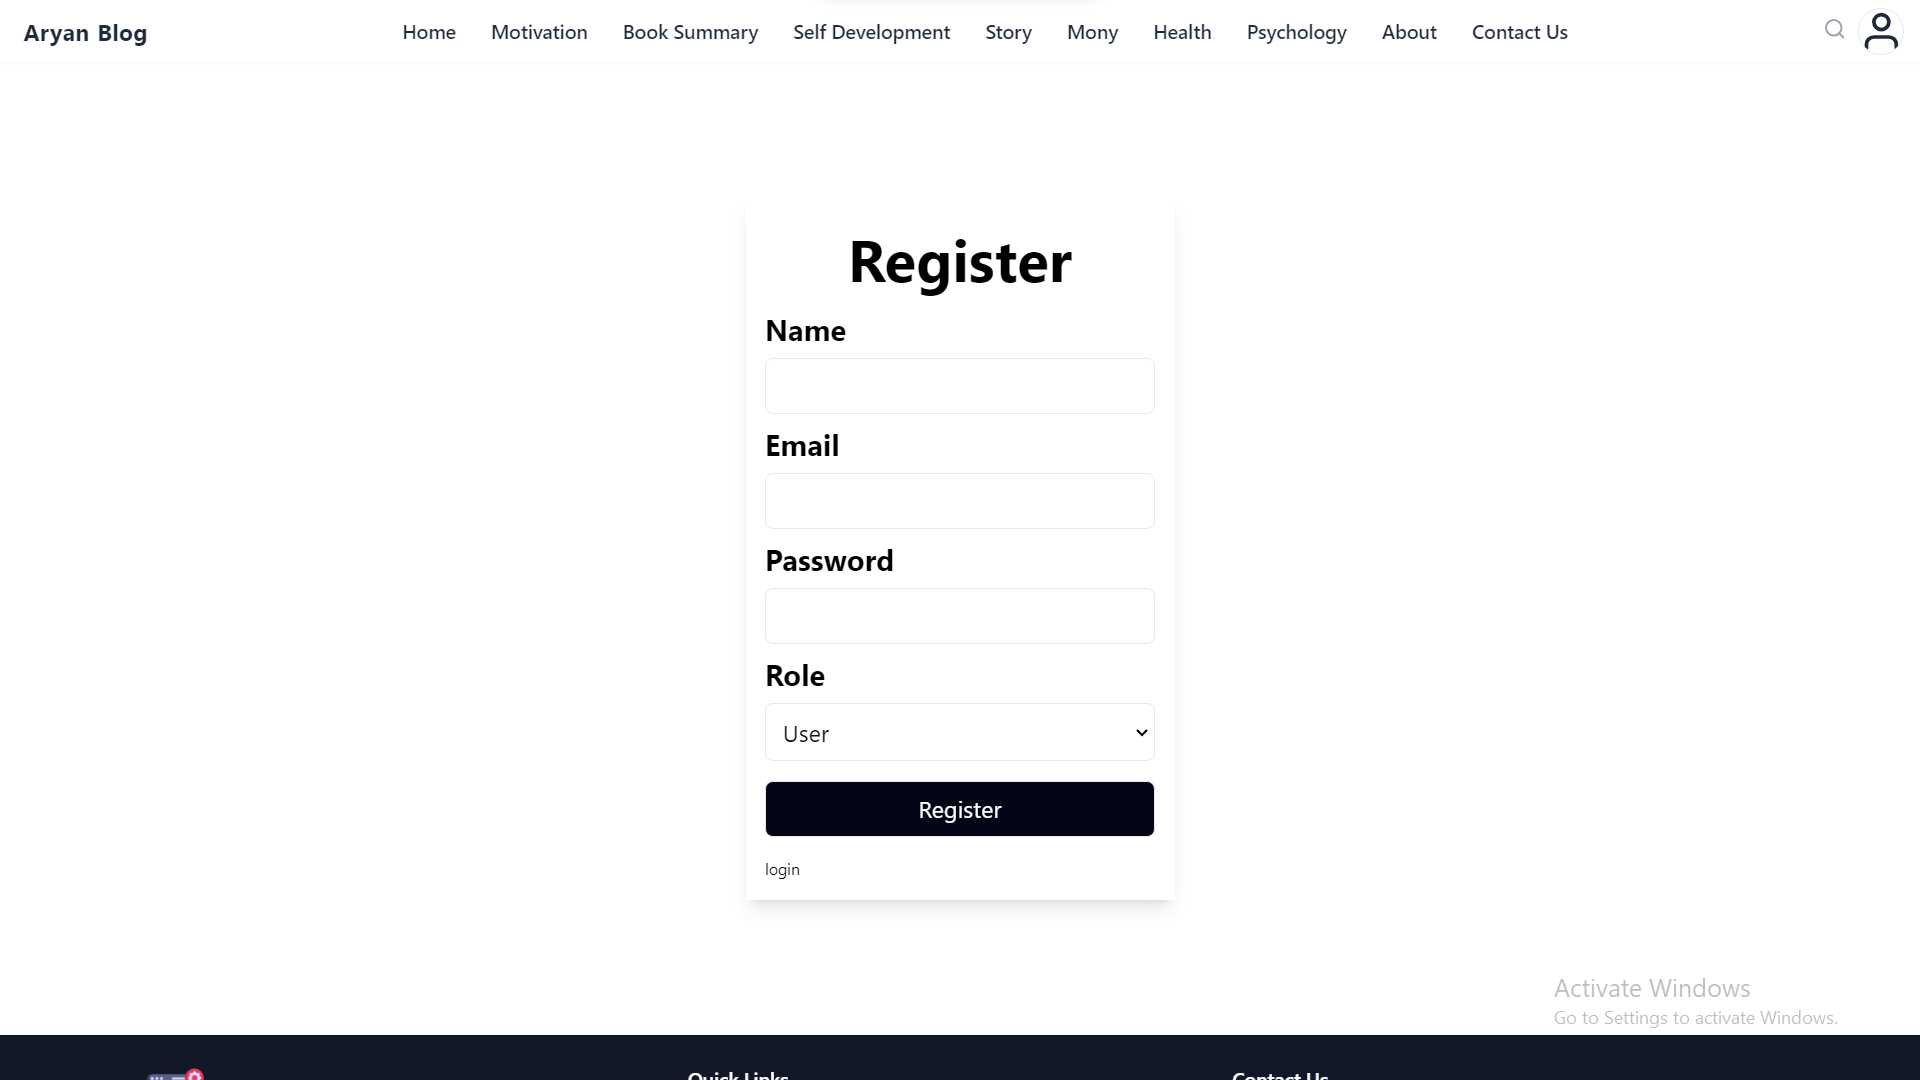 Aryan Blog
Home Motivation Book Summary Self Development Story Mony Health Psychology About Contact Us
Register
Name
Email
Password
Role
User
Register
login
Activate Windows
Go to Settings to activate Windows.
Quick Links Contact Us